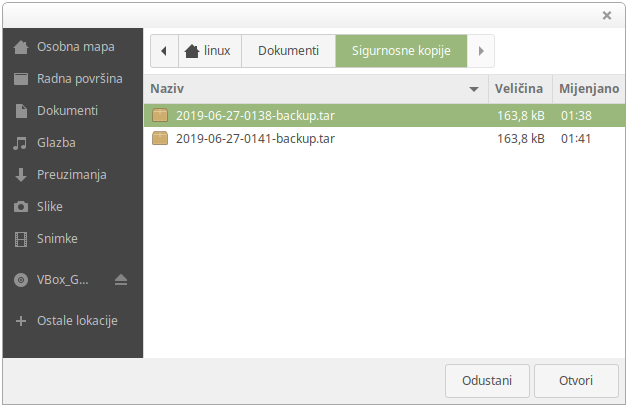 Osobna mapa
Radna površina
Dokumenti
Glazba
Preuzimanja
Slike
Snimke
VBox_G...
Ostale lokacije
linux Dokumenti Sigurnosne kopije
Naziv Veličina Mijenjano
2019-06-27-0138-backup.tar 163,8 kB 01:38
2019-06-27-0141-backup.tar 163,8 kB 01:41
Odustani Otvori